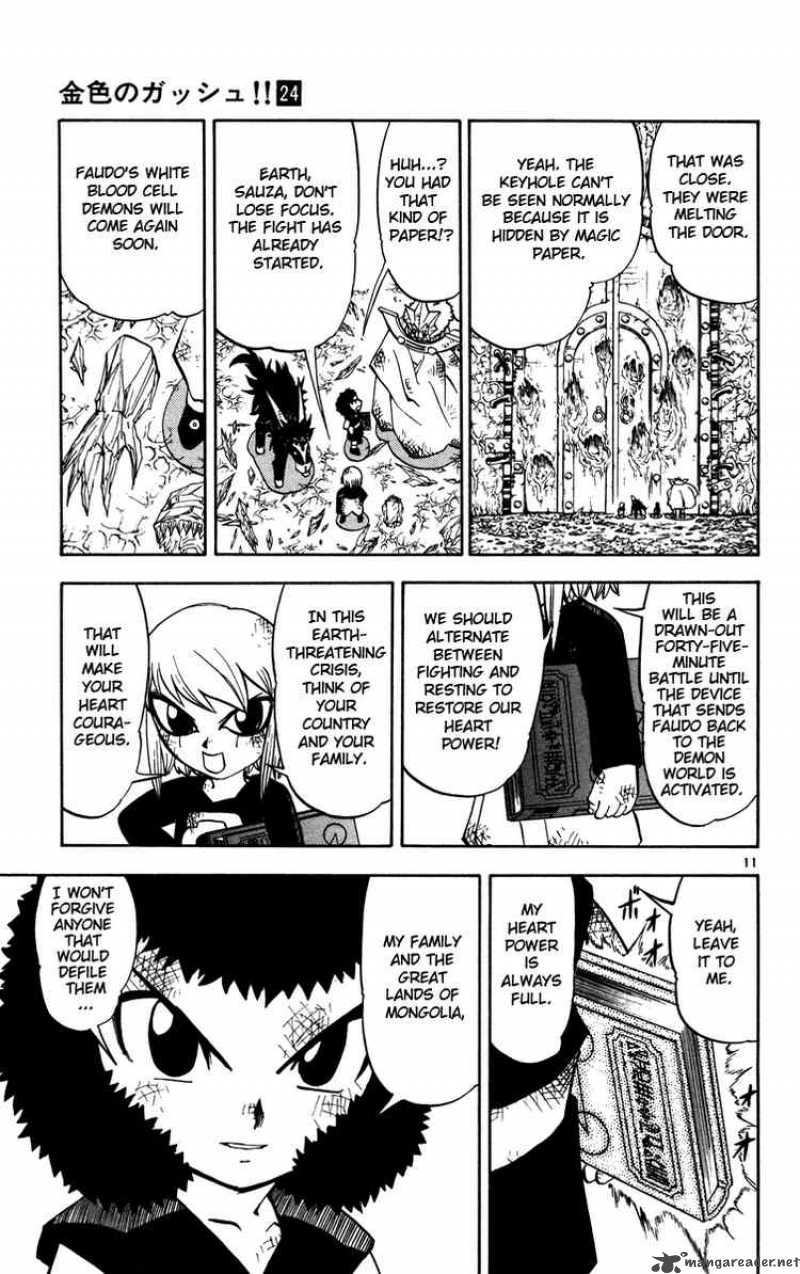 金色のガッシュ!! 24
THAT WAS
CLOSE.
THEY WERE
MELTING
THE DOOR.
YEAH. THE
KEYHOLE CAN'T
BE SEEN NORMALLY
BECAUSE IT IS
HIDDEN BY MAGIC
PAPER.
HUH...?
YOU HAD
THAT
KIND OF
PAPER!?
EARTH,
SAUZA, DON'T
LOSE FOCUS.
THE FIGHT HAS
ALREADY
STARTED.
FAUDO'S WHITE
BLOOD CELL
DEMONS WILL
COME AGAIN
SOON.
THIS
WILL BE A
DRAWN-OUT
FORTY-FIVE-
MINUTE
BATTLE UNTIL
THE DEVICE
THAT SENDS
FAUDO BACK
TO THE
DEMON
WORLD IS
ACTIVATED.
WE SHOULD
ALTERNATE
BETWEEN
FIGHTING AND
RESTING TO
RESTORE OUR
HEART
POWER!
IN THIS
EARTH-
THREATENING
CRISIS,
THINK OF
YOUR
COUNTRY
AND YOUR
FAMILY.
THAT
WILL
MAKE
YOUR
HEART
COURA-
GEOUS.
11
YEAH,
LEAVE
IT TO
ME.
ボオオ
MY
HEART
POWER
IS
ALWAYS
FULL.
MY FAMILY
AND THE
GREAT
LANDS OF
MONGOLIA,
I WON'T
FORGIVE
ANYONE
THAT
WOULD
DEFILE
THEM
...
mangareader.net